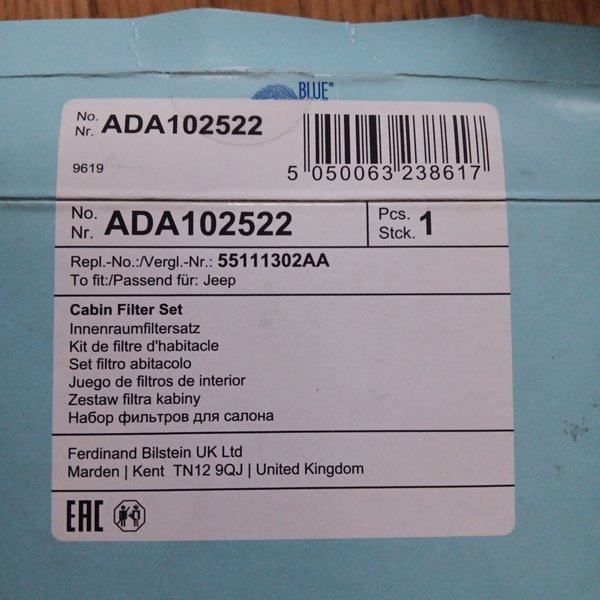 BLUE®
No.
Nr. ADA102522
9619
5 050063 238617
No.
Nr. ADA102522
Pcs.
Stck. 1
Repl.-No.:/Vergl.-Nr.: 55111302AA
To fit:/Passend für: Jeep
Cabin Filter Set
Innenraumfiltersatz
Kit de filtre d'habitacle
Set filtro abitacolo
Juego de filtros de interior
Zestaw filtra kabiny
Набор фильтров для салона
Ferdinand Bilstein UK Ltd
Marden | Kent TN12 9QJ | United Kingdom
EAC